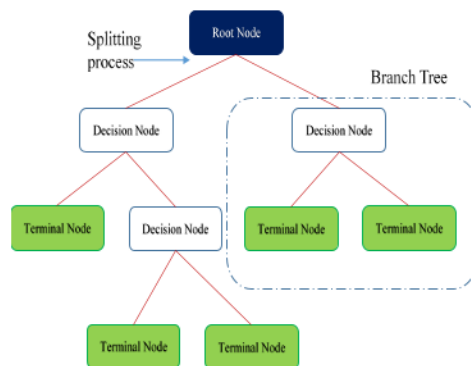 Root Node
Splitting
process
Branch Tree
Decision Node
Decision Node
Terminal Node
Decision Node
Terminal Node
Terminal Node
Terminal Node
Terminal Node